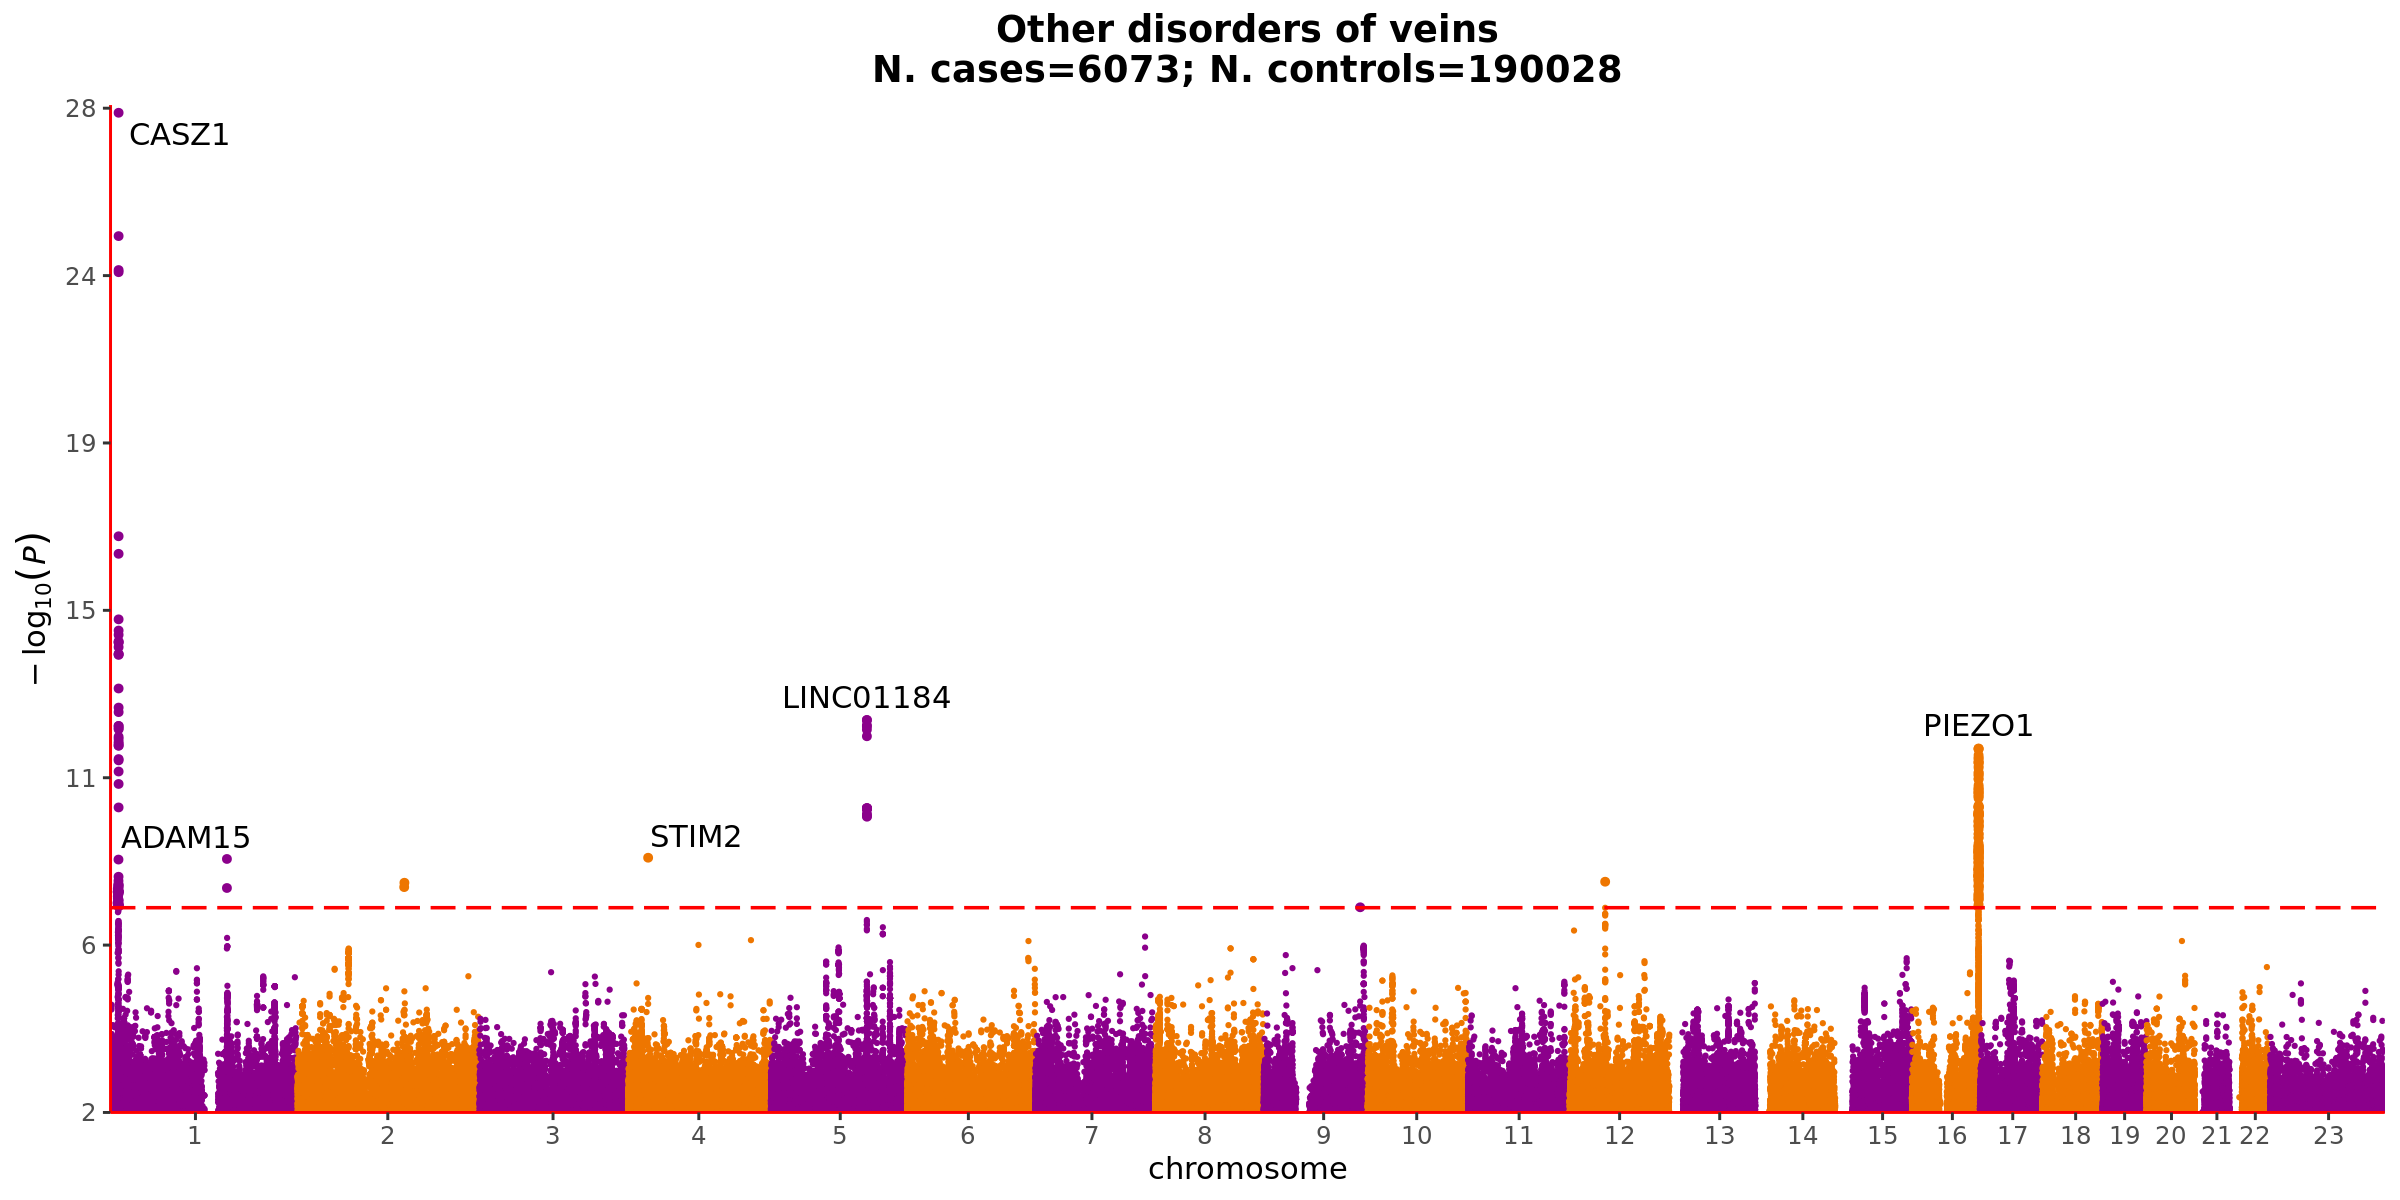 Other disorders of veins
N. cases=6073; N. controls=190028
28
CASZ1
24
19
15
11
6
2
− log10(P)
LINC01184
PIEZO1
ADAM15
STIM2
1 2 3 4 5 6 7 8 9 10 11 12 13 14 15 16 17 18 19 20 21 22 23
chromosome